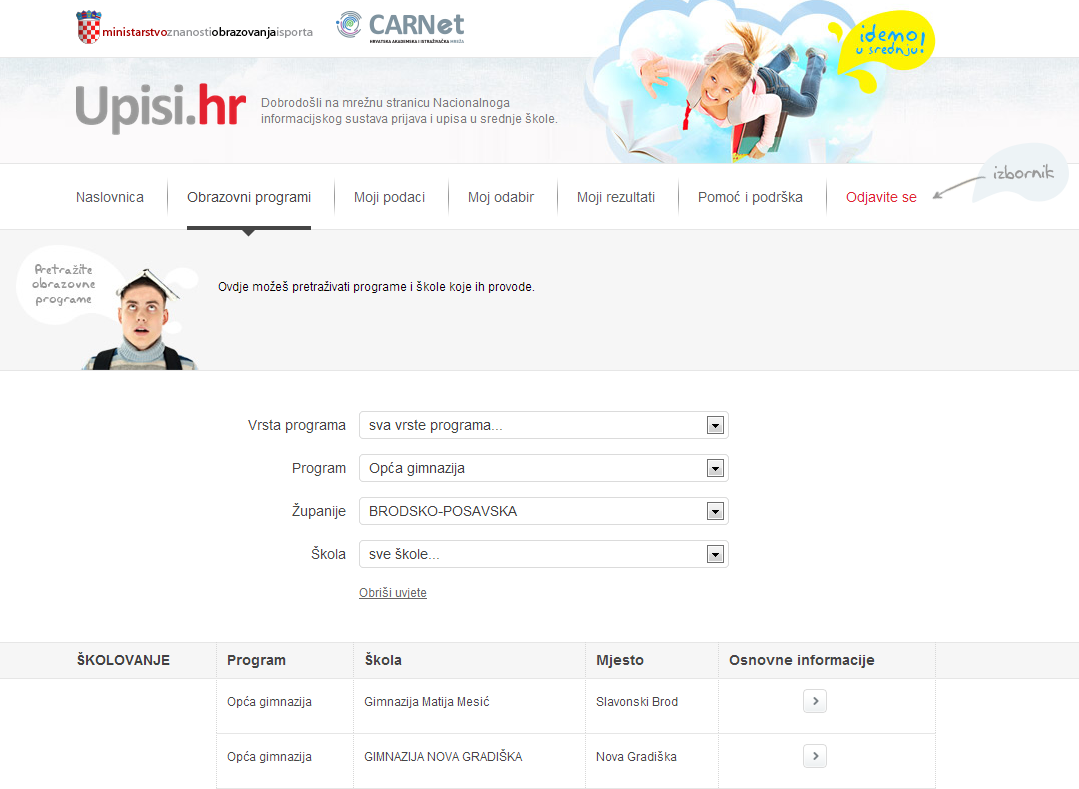 ministarstvoznanostiobrazovanjaisporta
CARNet
HRVATSKA AKADEMSKA I ISTRAŽIVAČKA MREŽA
idemo!
u srednju!
Upisi.hr
Dobrodošli na mrežnu stranicu Nacionalnoga
informacijskog sustava prijava i upisa u srednje škole.
izbornik
Naslovnica Obrazovni programi Moji podaci Moj odabir Moji rezultati Pomoć i podrška Odjavite se
Pretražite
obrazovne
programe
Ovdje možeš pretraživati programe i škole koje ih provode.
Vrsta programa sva vrste programa...
Program Opća gimnazija
Županije BRODSKO-POSAVSKA
Škola sve škole...
Obriši uvjete
ŠKOLOVANJE Program Škola Mjesto Osnovne informacije
Opća gimnazija Gimnazija Matija Mesić Slavonski Brod
Opća gimnazija GIMNAZIJA NOVA GRADIŠKA Nova Gradiška